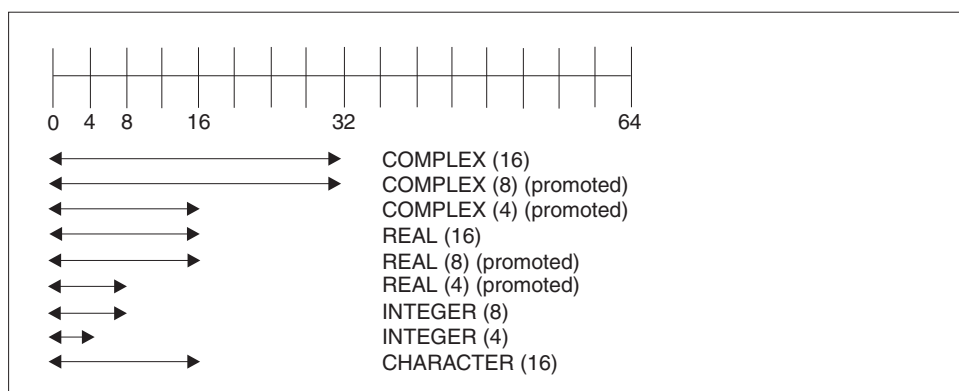 0 4 8 16 32 64
COMPLEX (16)
COMPLEX (8) (promoted)
COMPLEX (4) (promoted)
REAL (16)
REAL (8) (promoted)
REAL (4) (promoted)
INTEGER (8)
INTEGER (4)
CHARACTER (16)